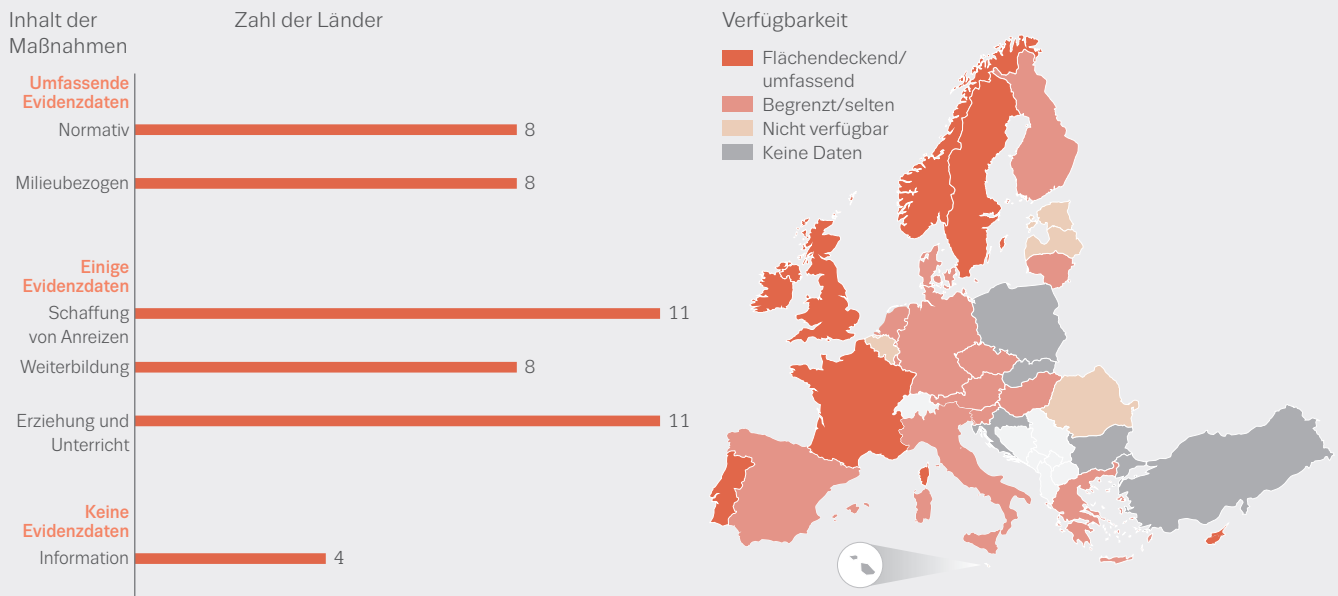 Inhalt der
Maßnahmen
Zahl der Länder
Umfassende
Evidenzdaten
Normativ
8
Milieubezogen
8
Einige
Evidenzdaten
Schaffung
von Anreizen
11
Weiterbildung
8
Erziehung und
Unterricht
11
Keine
Evidenzdaten
Information
4
Verfügbarkeit
Flächendeckend/
umfassend
Begrenzt/selten
Nicht verfügbar
Keine Daten